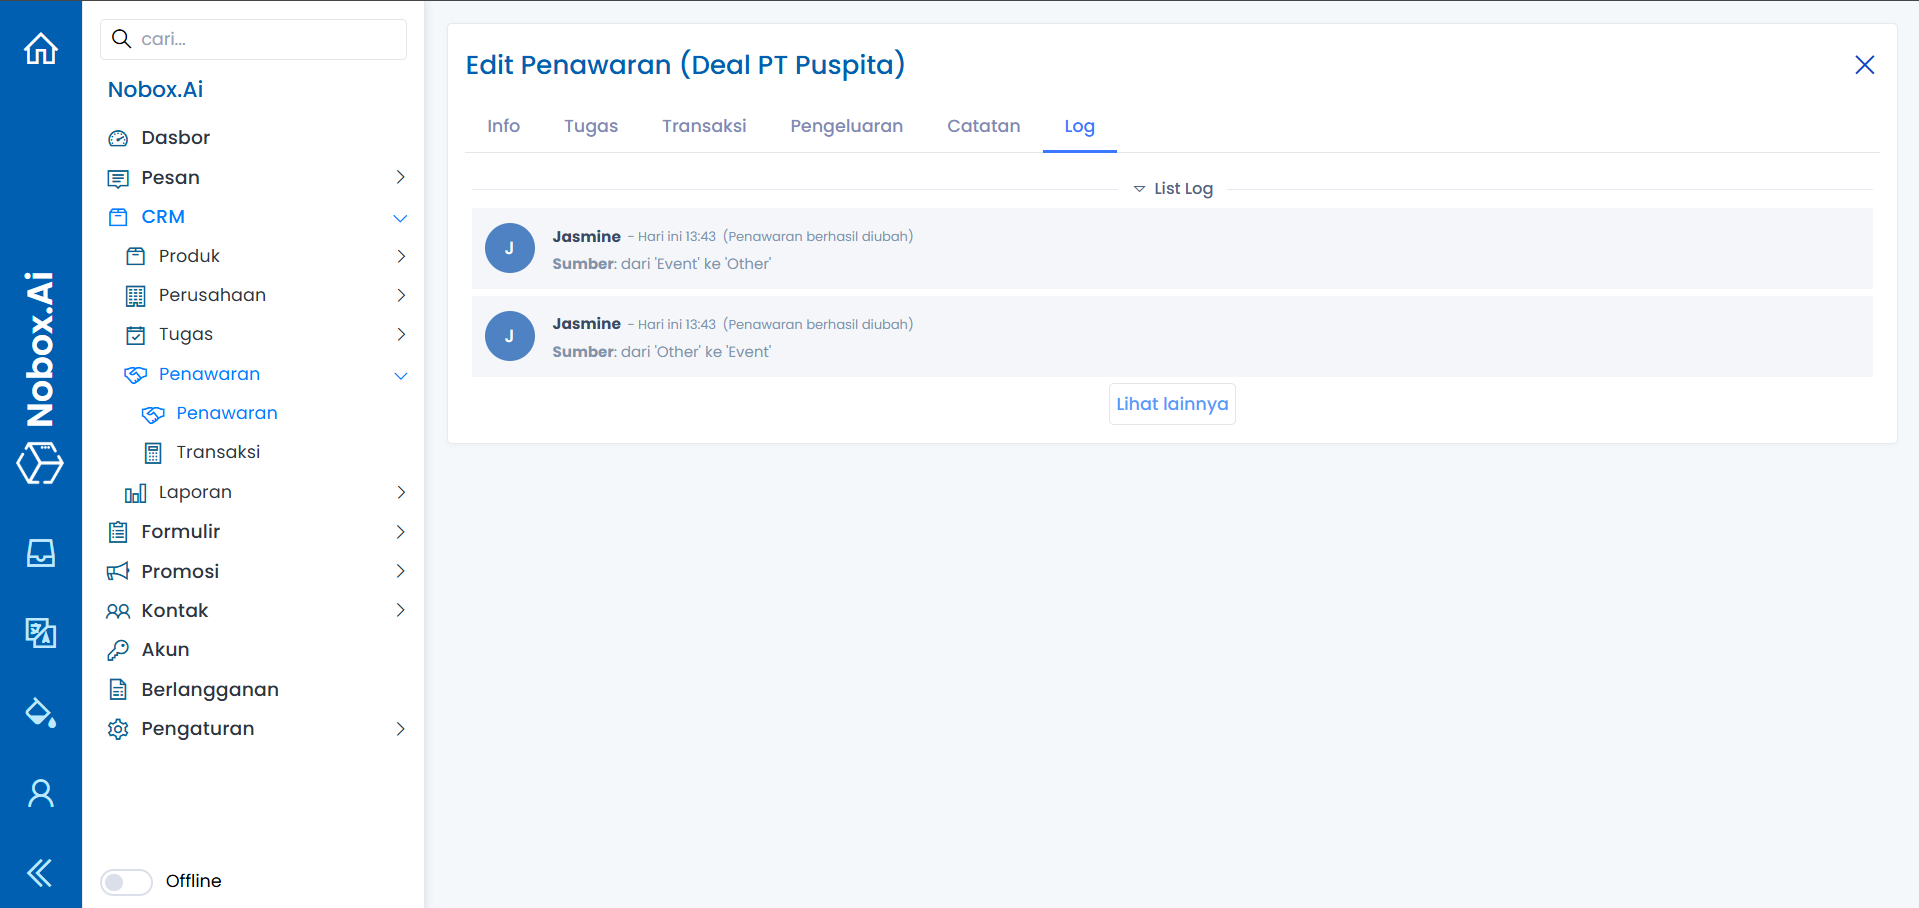 Nobox.Ai
cari...
Nobox.Ai
Dasbor
Pesan
CRM
Produk
Perusahaan
Tugas
Penawaran
Penawaran
Transaksi
Laporan
Formulir
Promosi
Kontak
Akun
Berlangganan
Pengaturan
Offline
Edit Penawaran (Deal PT Puspita)
Info Tugas Transaksi Pengeluaran Catatan Log
List Log
J
Jasmine - Hari ini 13:43 (Penawaran berhasil diubah)
Sumber: dari 'Event' ke 'Other'
J
Jasmine - Hari ini 13:43 (Penawaran berhasil diubah)
Sumber: dari 'Other' ke 'Event'
Lihat lainnya